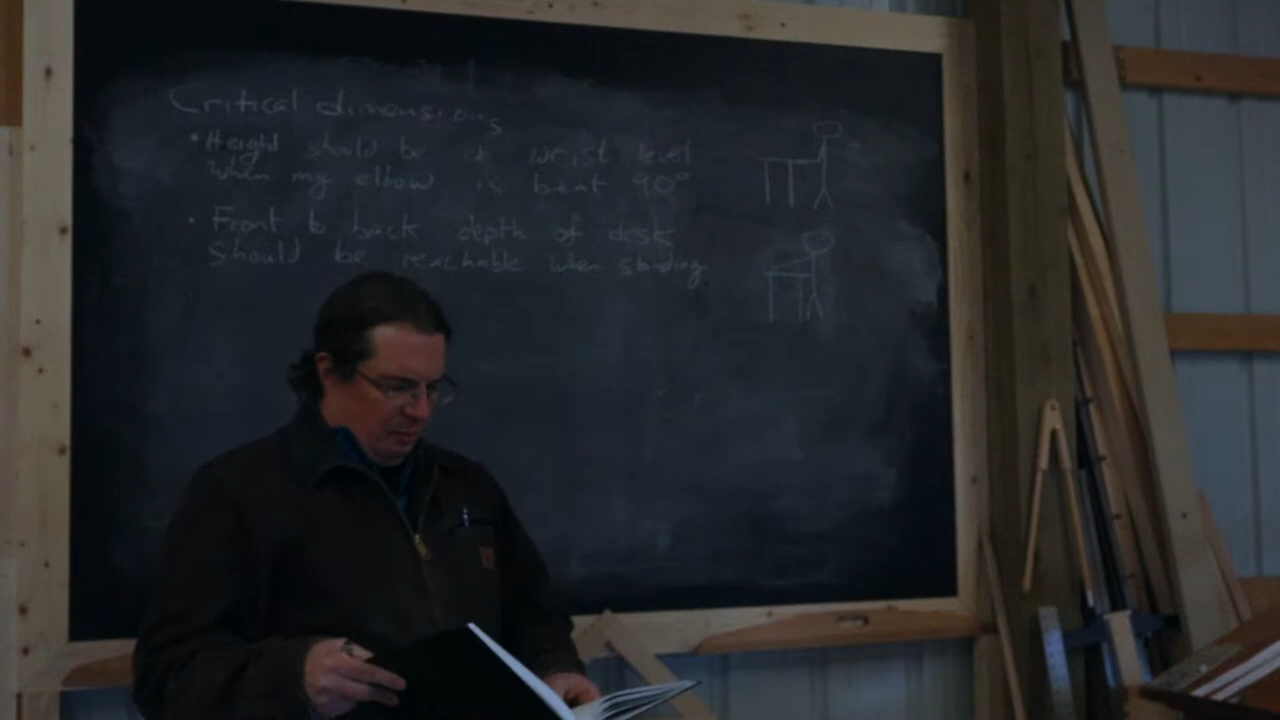 Critical dimensions
• Height should be @ wrist level
when my elbow is bent 90°
• Front to back depth of desk
should be reachable when standing